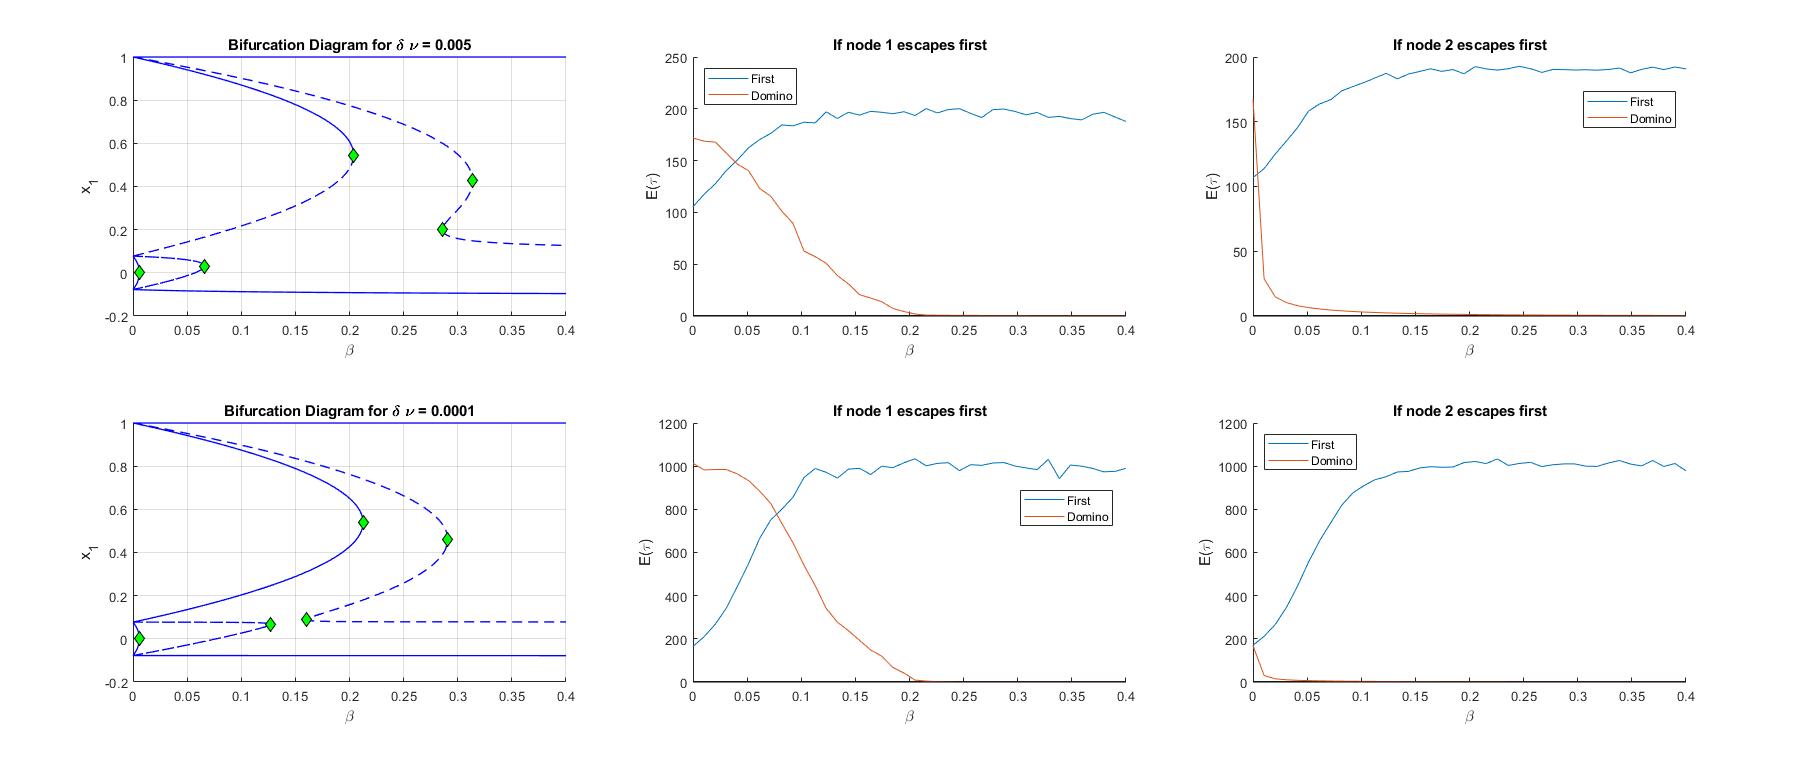 Bifurcation Diagram for δ ν = 0.005
1
0.8
0.6
0.4
0.2
0
-0.2
x1
0 0.05 0.1 0.15 0.2 0.25 0.3 0.35 0.4
β
If node 1 escapes first
250
200
150
100
50
0
E(τ)
First
Domino
0 0.05 0.1 0.15 0.2 0.25 0.3 0.35 0.4
β
If node 2 escapes first
200
150
100
50
0
E(τ)
First
Domino
0 0.05 0.1 0.15 0.2 0.25 0.3 0.35 0.4
β
Bifurcation Diagram for δ ν = 0.0001
1
0.8
0.6
0.4
0.2
0
-0.2
x1
0 0.05 0.1 0.15 0.2 0.25 0.3 0.35 0.4
β
If node 1 escapes first
1200
1000
800
600
400
200
0
E(τ)
First
Domino
0 0.05 0.1 0.15 0.2 0.25 0.3 0.35 0.4
β
If node 2 escapes first
1200
1000
800
600
400
200
0
E(τ)
First
Domino
0 0.05 0.1 0.15 0.2 0.25 0.3 0.35 0.4
β